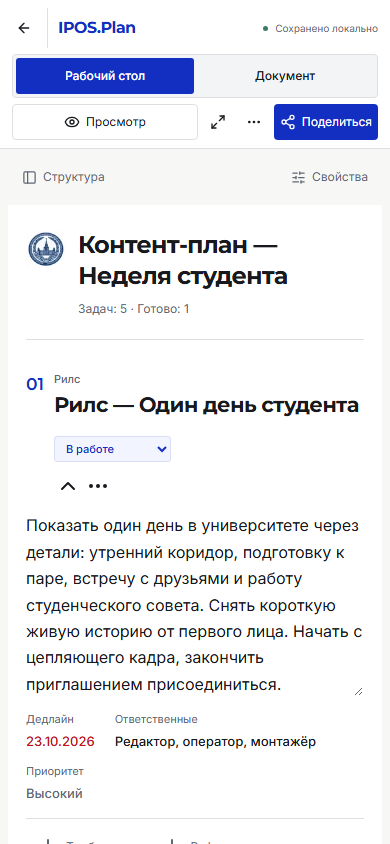 IPOS.Plan
Сохранено локально
Рабочий стол
Документ
Просмотр
Поделиться
Структура
Свойства
Контент-план —
Неделя студента
Задач: 5 · Готово: 1
01
Рилс
Рилс — Один день студента
В работе
Показать один день в университете через
детали: утренний коридор, подготовку к
паре, встречу с друзьями и работу
студенческого совета. Снять короткую
живую историю от первого лица. Начать с
цепляющего кадра, закончить
приглашением присоединиться.
Дедлайн
Ответственные
23.10.2026
Редактор, оператор, монтажёр
Приоритет
Высокий